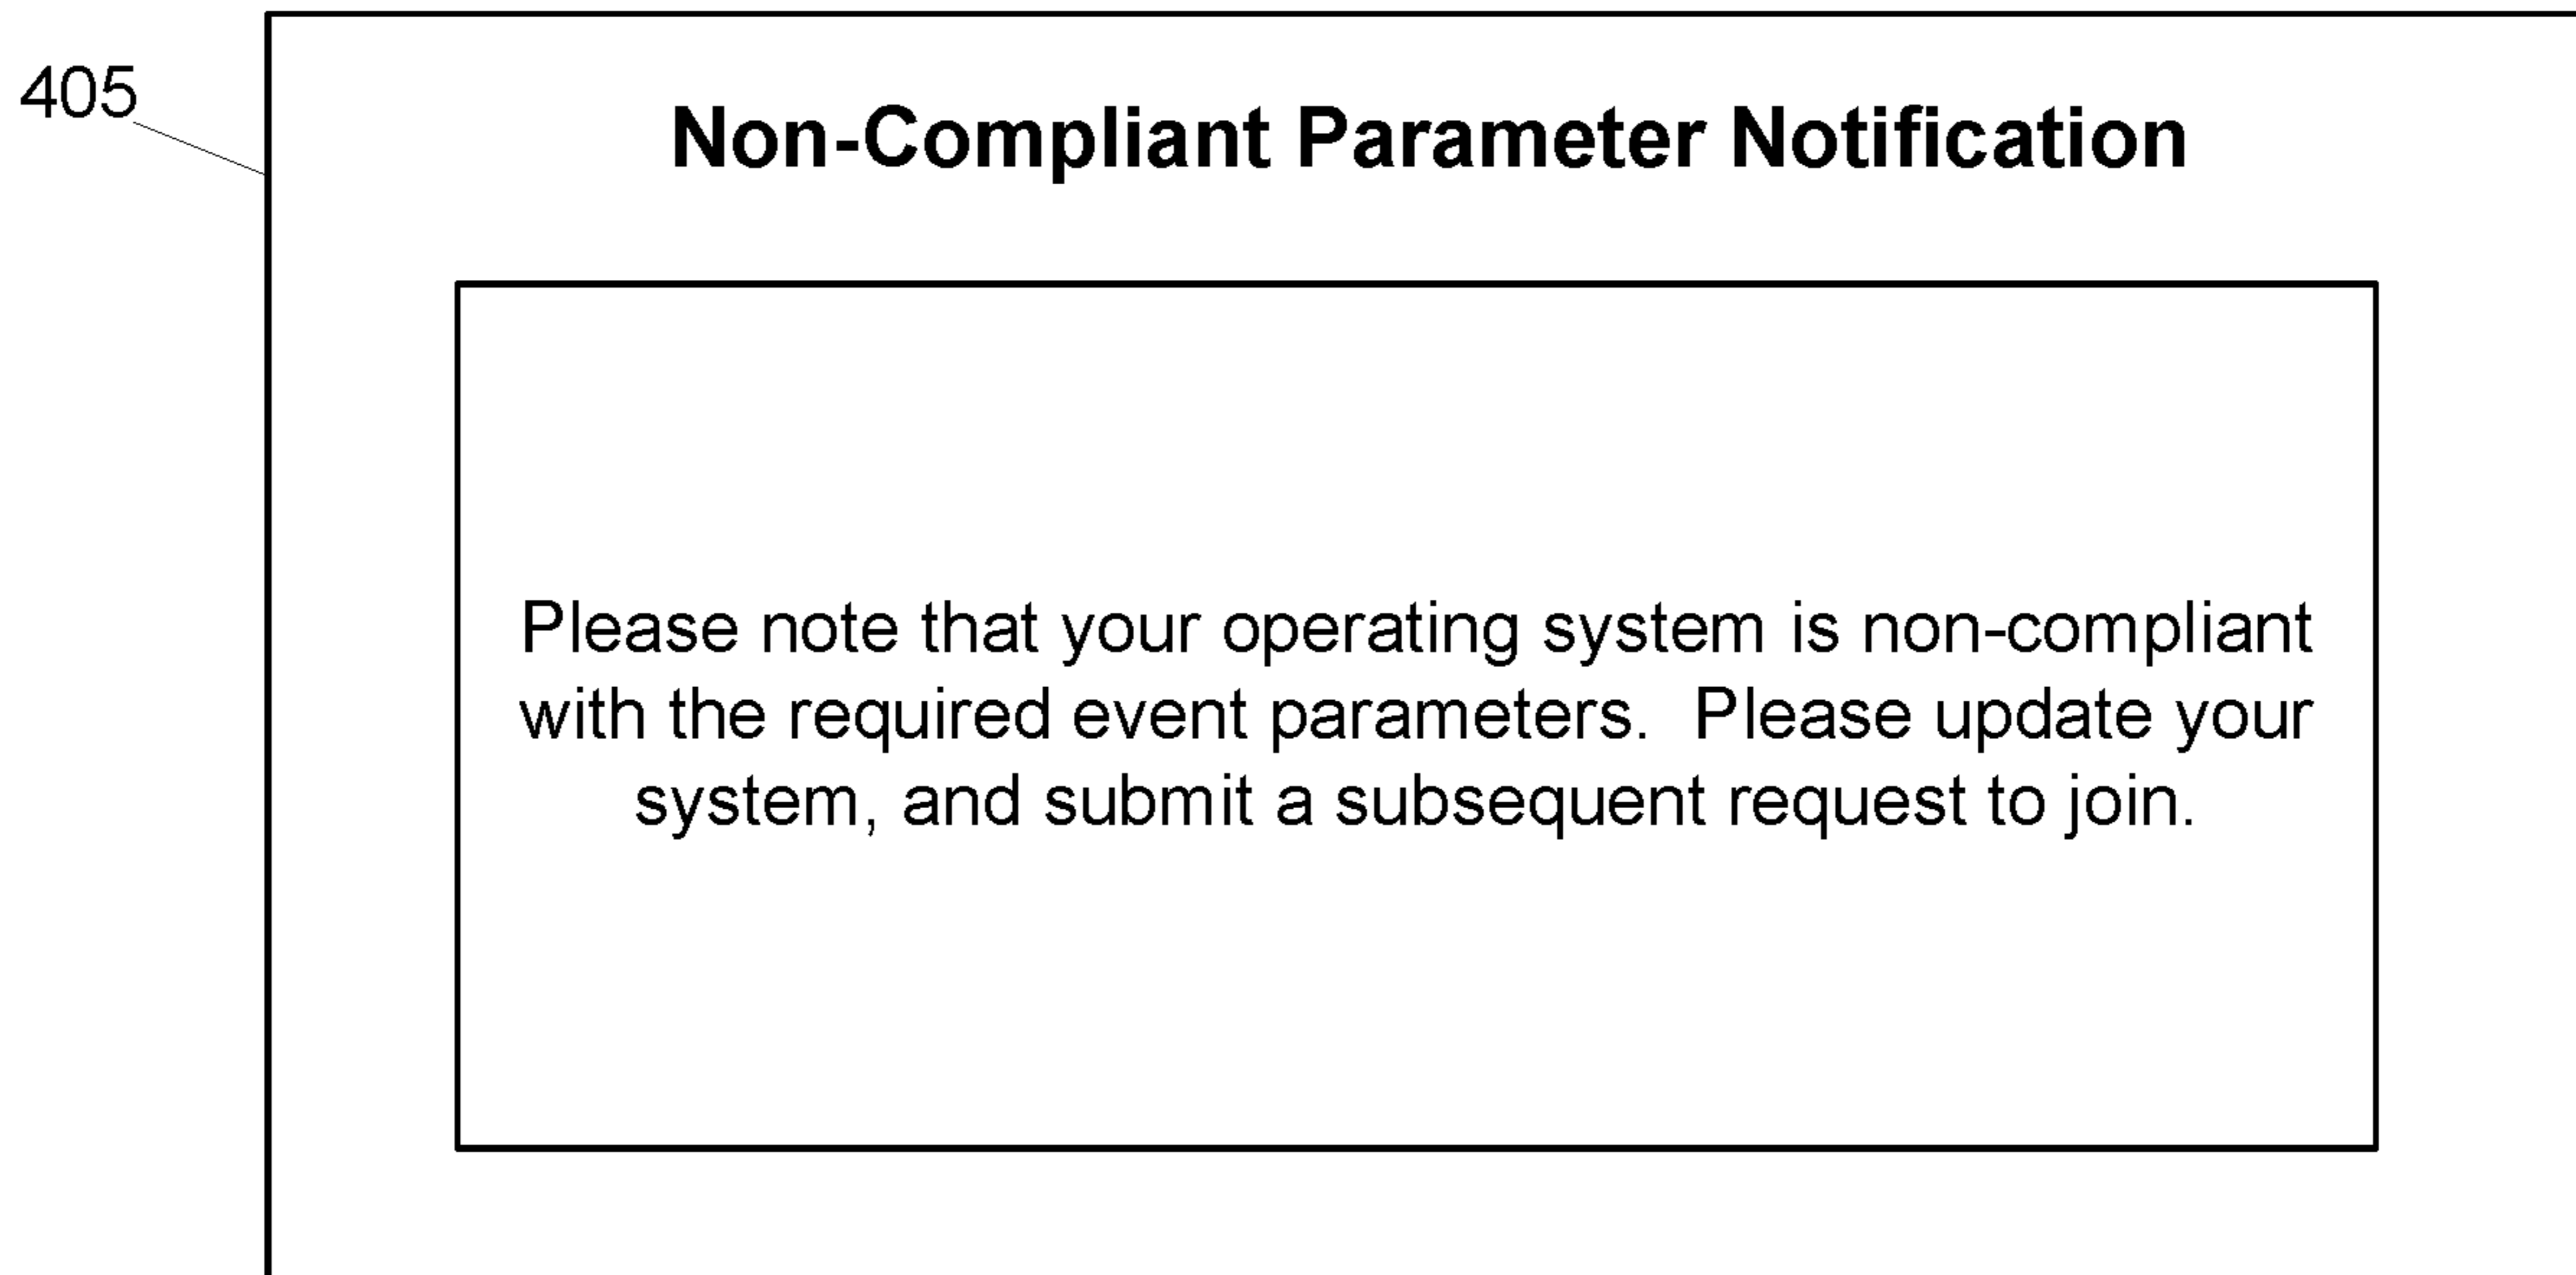 405
Non-Compliant Parameter Notification
Please note that your operating system is non-compliant
with the required event parameters.  Please update your
system, and submit a subsequent request to join.